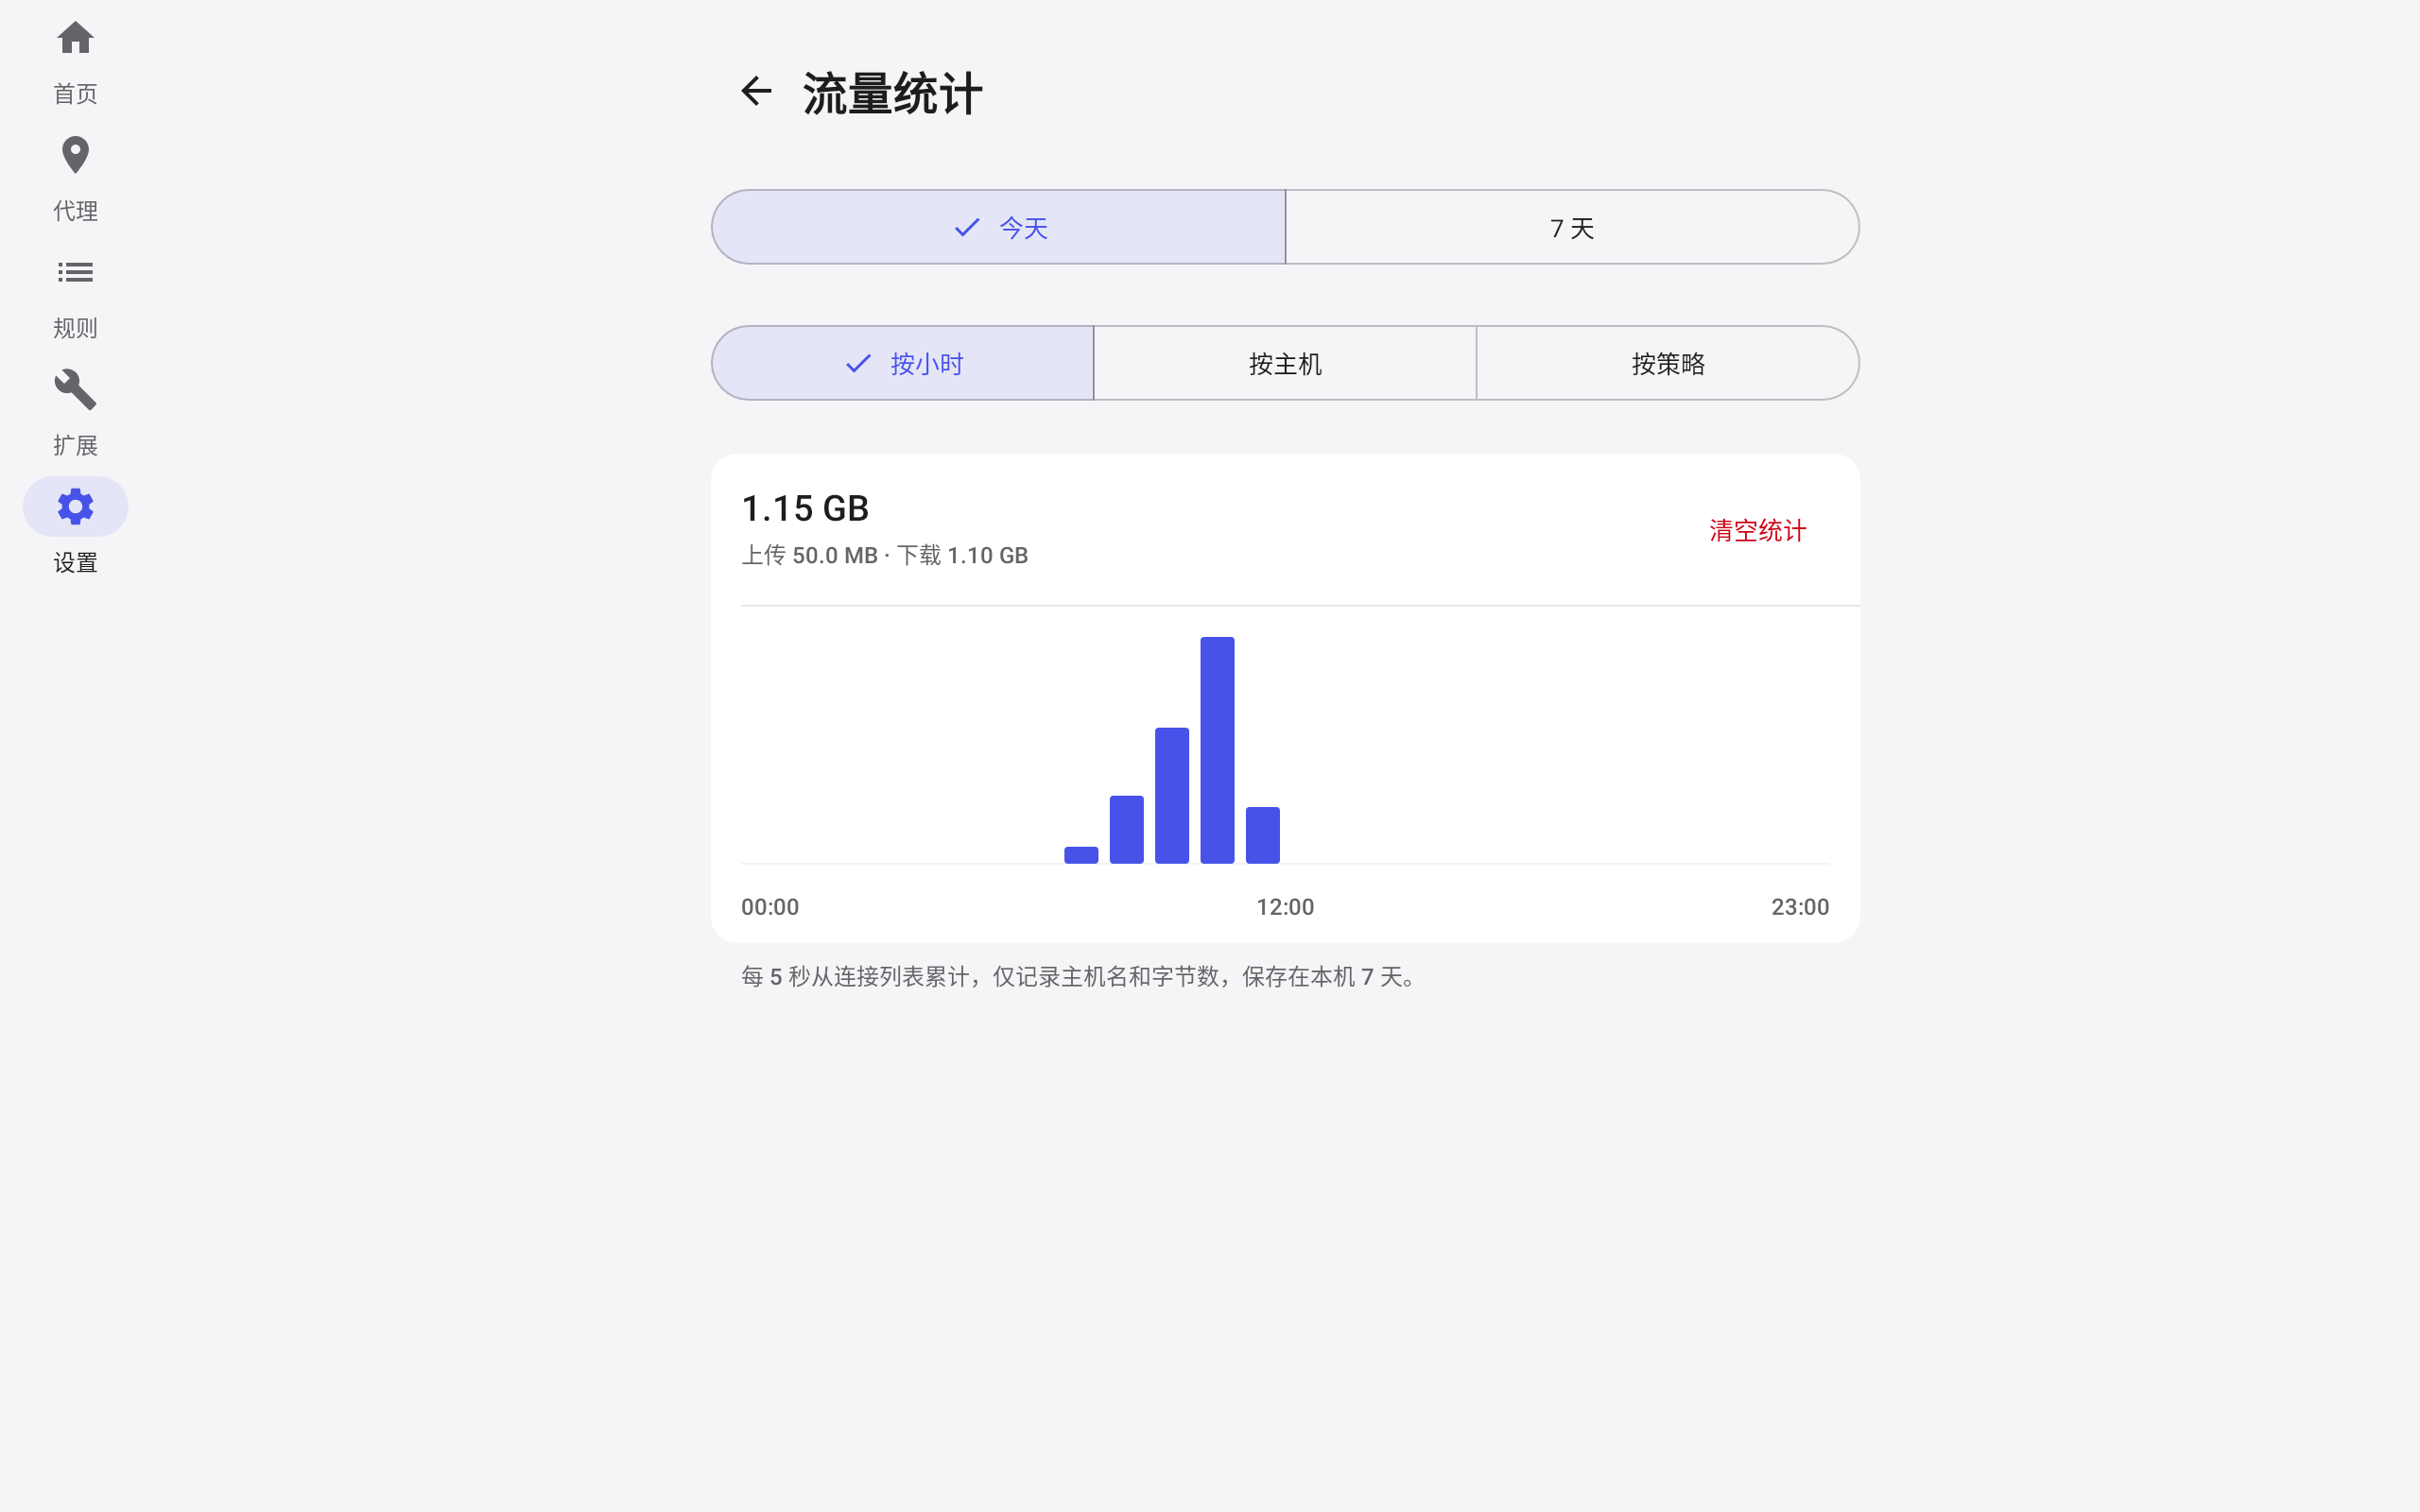 首页
代理
规则
扩展
设置
流量统计
今天
7 天
按小时
按主机
按策略
1.15 GB
上传 50.0 MB · 下载 1.10 GB
清空统计
00:00
12:00
23:00
每 5 秒从连接列表累计，仅记录主机名和字节数，保存在本机 7 天。